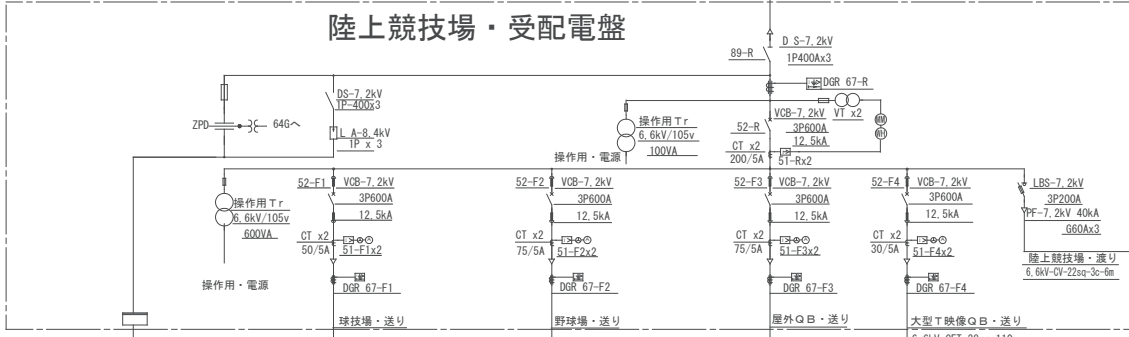 陸上競技場・受配電盤
D S-7,2kV
89-R
1P400Ax3
DGR 67-R
DS-7,2kV
1P-400x3
ZPD
64Gへ
L A-8,4kV
1P x 3
操作用Tr
6,6kV/105v
100VA
操作用・電源
VCB-7,2kV
52-R
3P600A
12,5kA
CT x2
200/5A
51-Rx2
VT x2
WM
WH
操作用Tr
6,6kV/105v
600VA
操作用・電源
52-F1
VCB-7,2kV
3P600A
12,5kA
CT x2
50/5A
51-F1x2
DGR 67-F1
球技場・送り
52-F2
VCB-7,2kV
3P600A
12,5kA
CT x2
75/5A
51-F2x2
DGR 67-F2
野球場・送り
52-F3
VCB-7,2kV
3P600A
12,5kA
CT x2
75/5A
51-F3x2
DGR 67-F3
屋外QB・送り
52-F4
VCB-7,2kV
3P600A
12,5kA
CT x2
30/5A
51-F4x2
DGR 67-F4
大型T映像QB・送り
LBS-7,2kV
3P200A
PF-7,2kV 40kA
G60Ax3
陸上競技場・渡り
6,6kV-CV-22sq-3c-6m